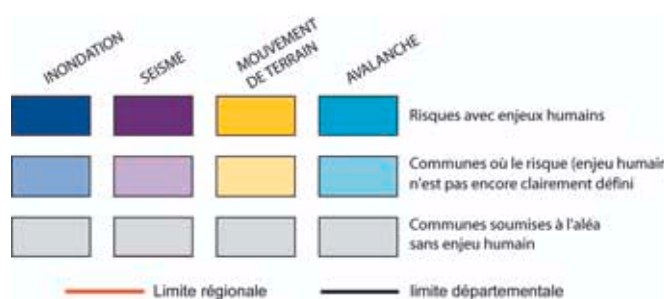 INONDATION
SEISME
MOUVEMENT
DE TERRAIN
AVALANCHE
Risques avec enjeux humains
Communes où le risque (enjeu humain
n'est pas encore clairement défini
Communes soumises à l'aléa
sans enjeu humain
Limite régionale
limite départementale